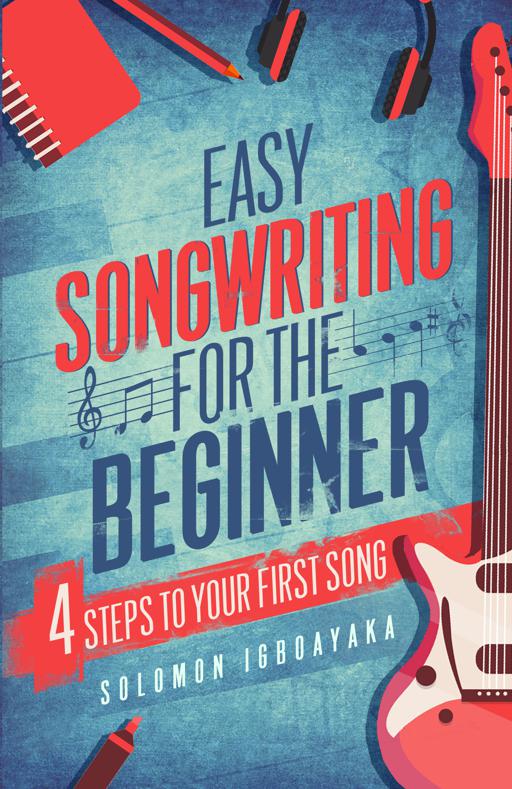 EASY
SONGWRITING
FOR THE
BEGINNER
4 STEPS TO YOUR FIRST SONG
SOLOMON IGBOAYAKA